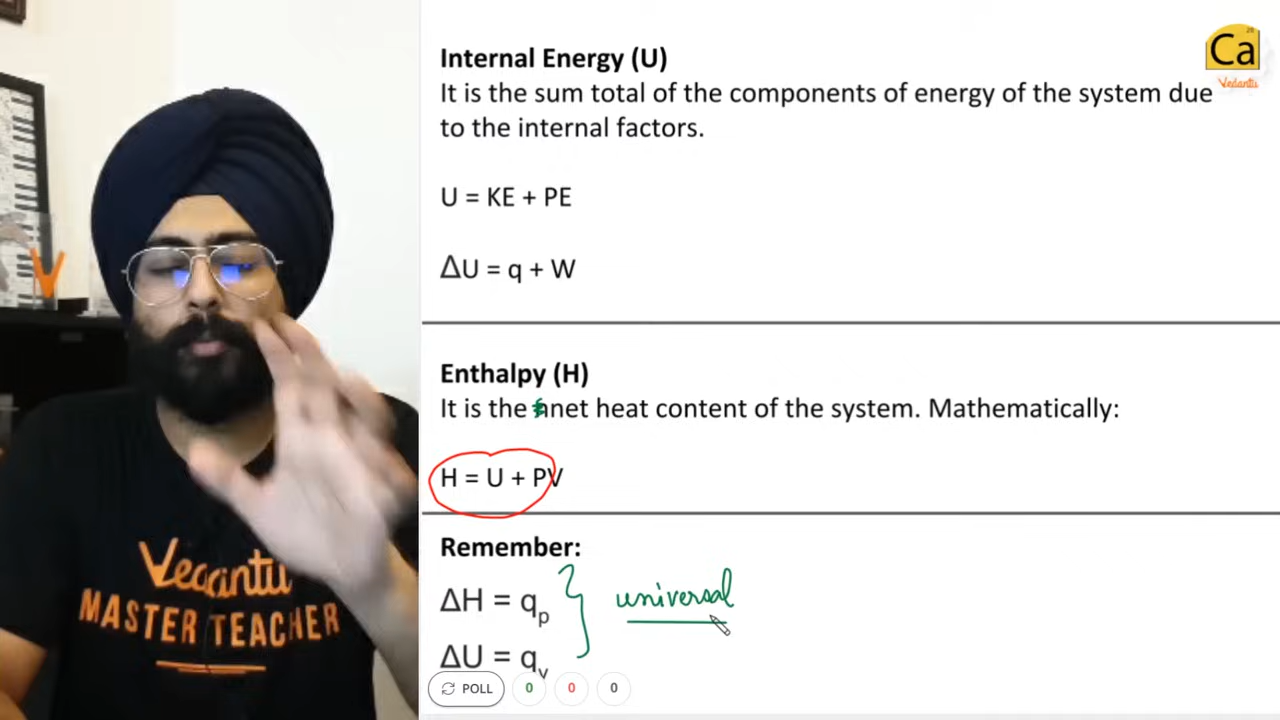 Internal Energy (U)
It is the sum total of the components of energy of the system due
to the internal factors.
U = KE + PE
ΔU = q + W
Enthalpy (H)
It is the net heat content of the system. Mathematically:
H = U + PV
Remember:
ΔH = qₚ
ΔU = qᵥ
universal
POLL 0 0 0
20
Ca
Vedantu
Vedantu
MASTER TEACHER